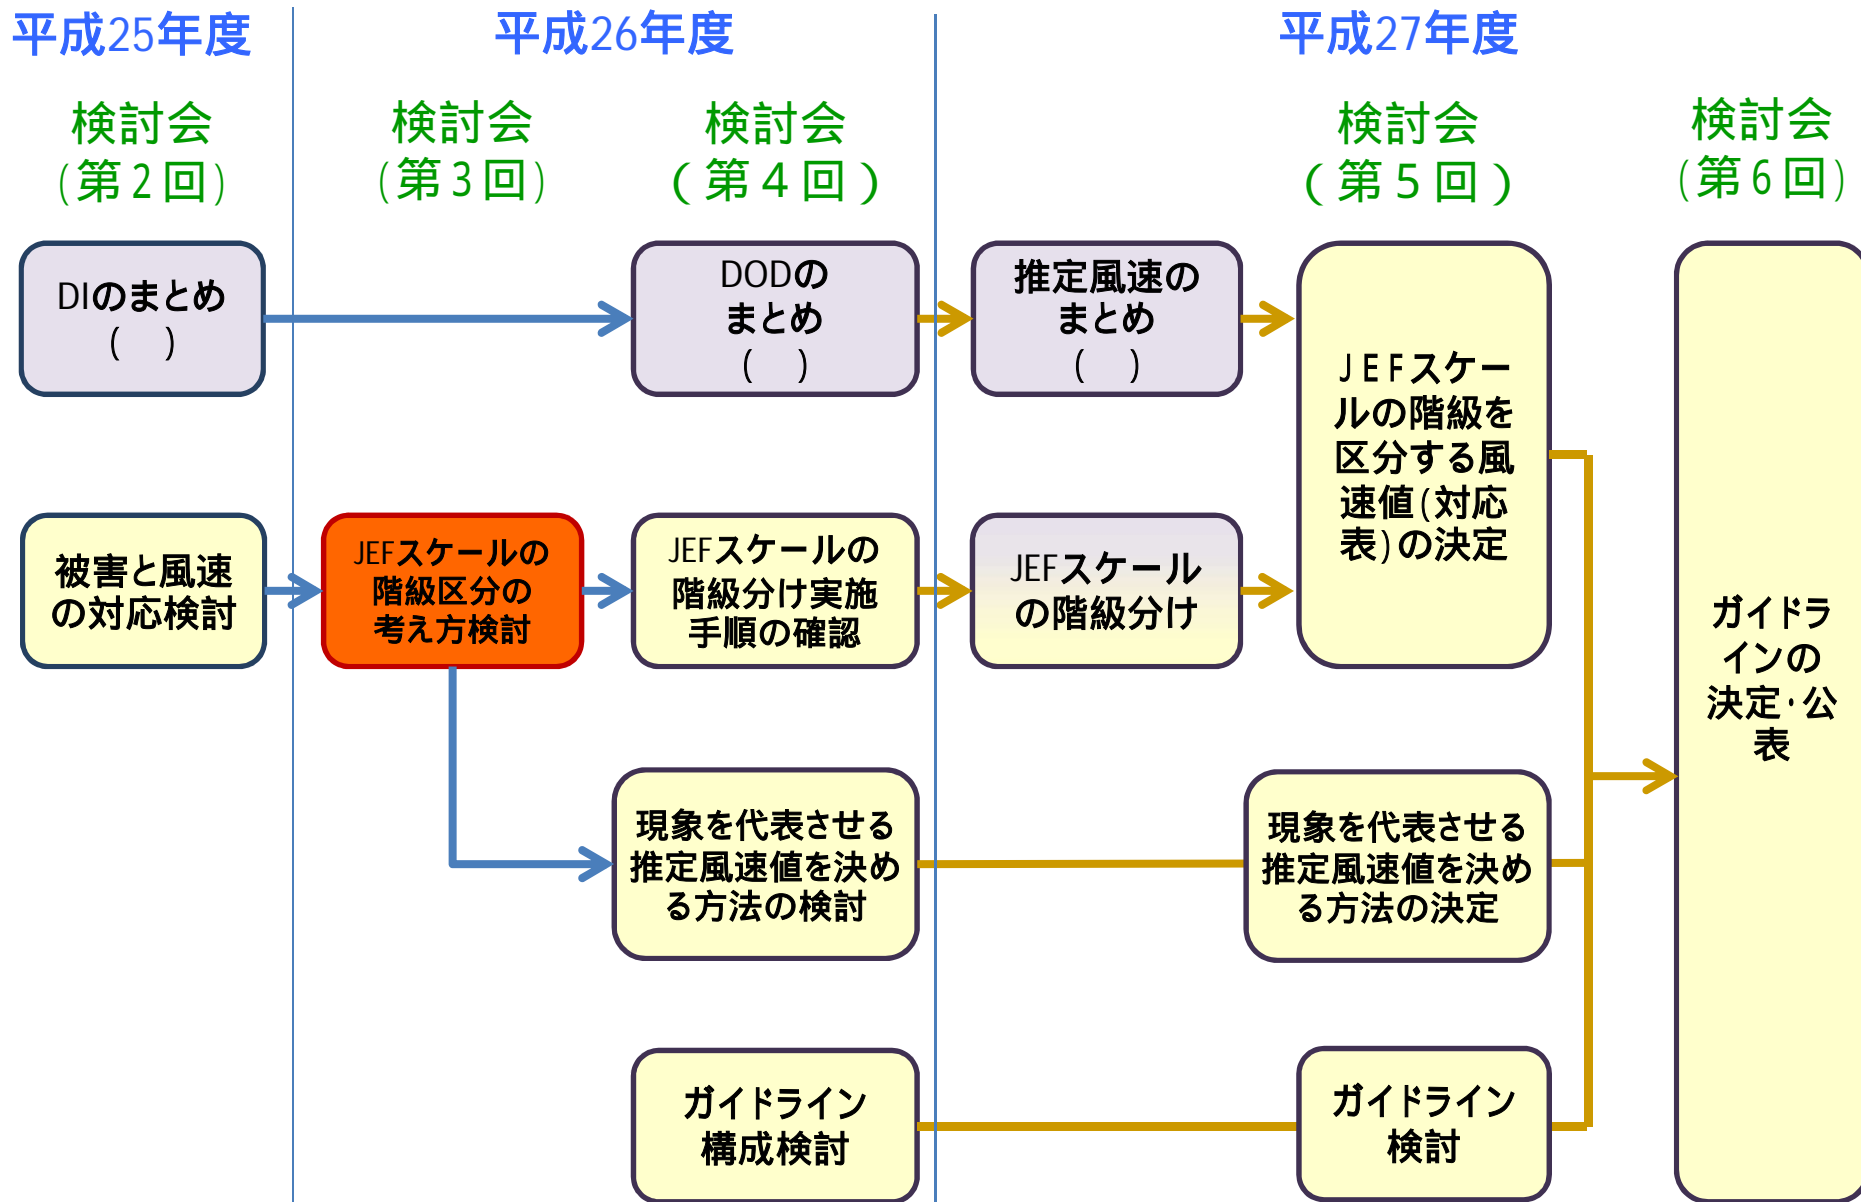 平成25年度
平成26年度
平成27年度
検討会
(第2回)
検討会
(第3回)
検討会
(第4回)
検討会
(第5回)
検討会
(第6回)
DIのまとめ
(　)
DODの
まとめ
(　)
推定風速の
まとめ
(　)
JEFスケー
ルの階級を
区分する風
速値(対応
表)の決定
被害と風速
の対応検討
JEFスケールの
階級区分の
考え方検討
JEFスケールの
階級分け実施
手順の確認
JEFスケール
の階級分け
ガイドラ
インの
決定・公
表
現象を代表させる
推定風速値を決め
る方法の検討
現象を代表させる
推定風速値を決め
る方法の決定
ガイドライン
構成検討
ガイドライン
検討